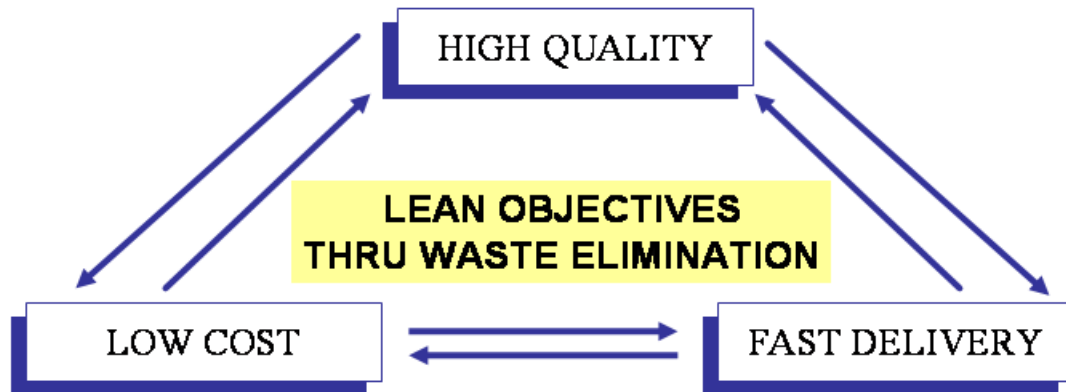 HIGH QUALITY
LEAN OBJECTIVES
THRU WASTE ELIMINATION
LOW COST
FAST DELIVERY